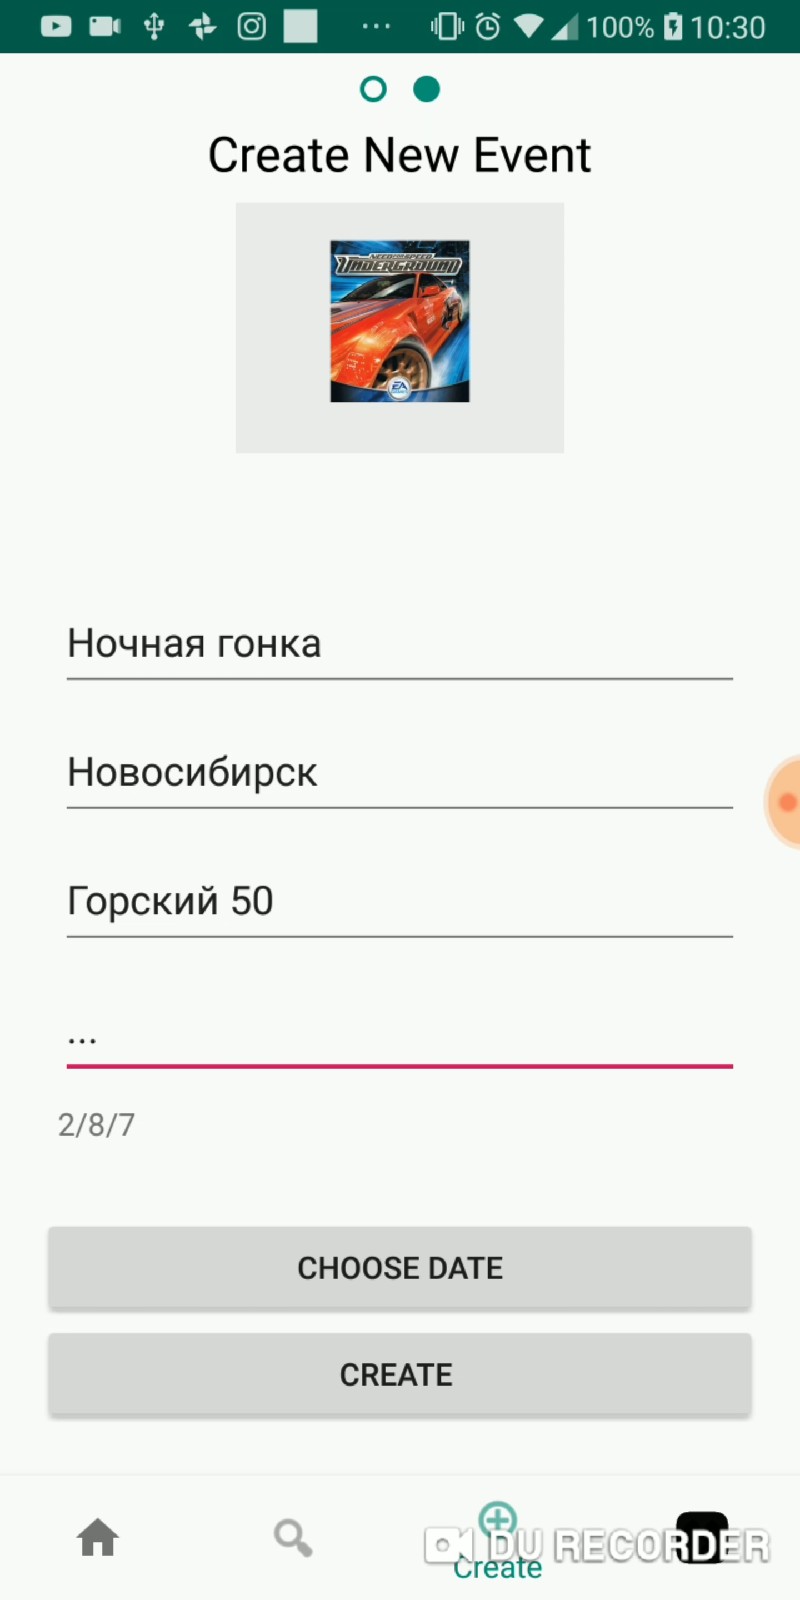 100% 10:30
Create New Event
NEED FOR SPEED
UNDERGROUND
EA
Ночная гонка
Новосибирск
Горский 50
...
2/8/7
CHOOSE DATE
CREATE
DU RECORDER
Create